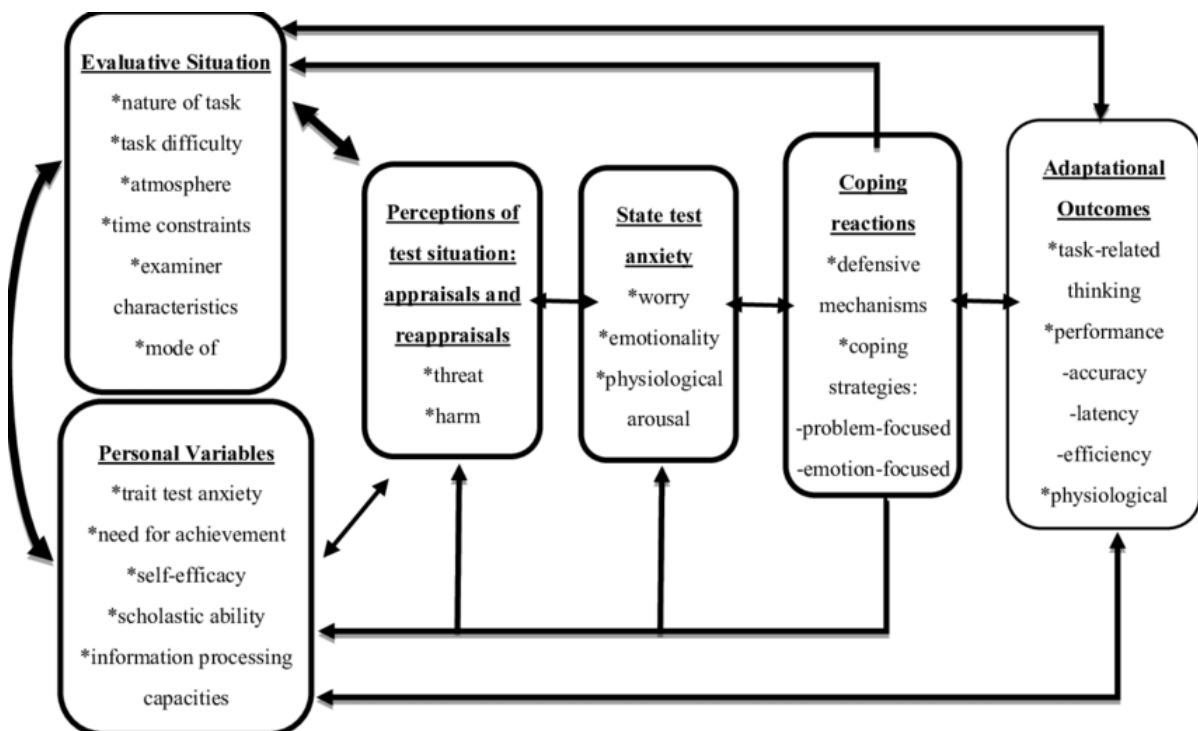 Evaluative Situation
*nature of task
*task difficulty
*atmosphere
*time constraints
*examiner
characteristics
*mode of
Personal Variables
*trait test anxiety
*need for achievement
*self-efficacy
*scholastic ability
*information processing
capacities
Perceptions of
test situation:
appraisals and
reappraisals
*threat
*harm
State test
anxiety
*worry
*emotionality
*physiological
arousal
Coping
reactions
*defensive
mechanisms
*coping
strategies:
-problem-focused
-emotion-focused
Adaptational
Outcomes
*task-related
thinking
*performance
-accuracy
-latency
-efficiency
*physiological